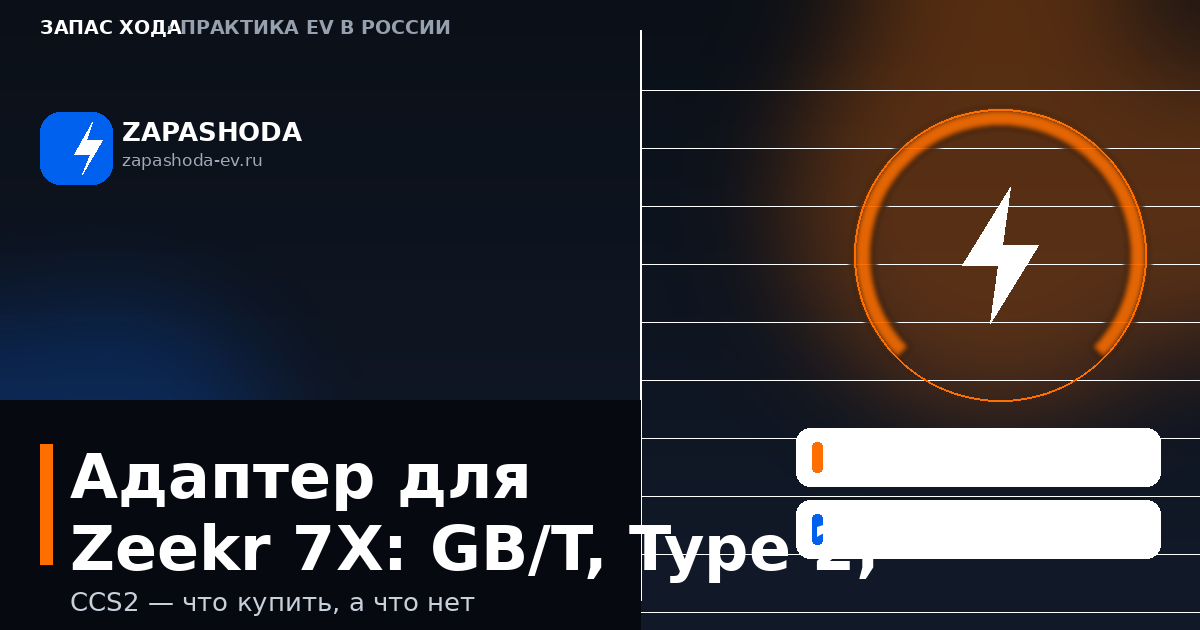 ЗАПАС ХОДА ПРАКТИКА EV В РОССИИ
ZAPASHODA
zapashoda-ev.ru
Адаптер для
Zeekr 7X: GB/T, Type 2,
CCS2 — что купить, а что нет